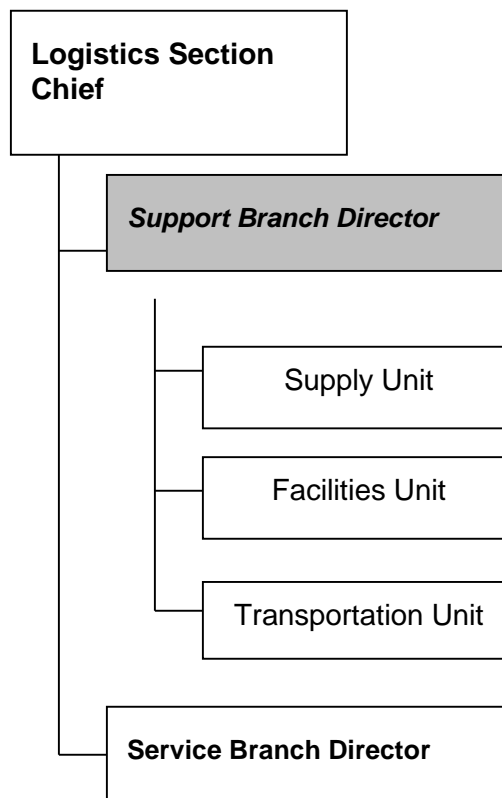 Logistics Section
Chief
Support Branch Director
Supply Unit
Facilities Unit
Transportation Unit
Service Branch Director